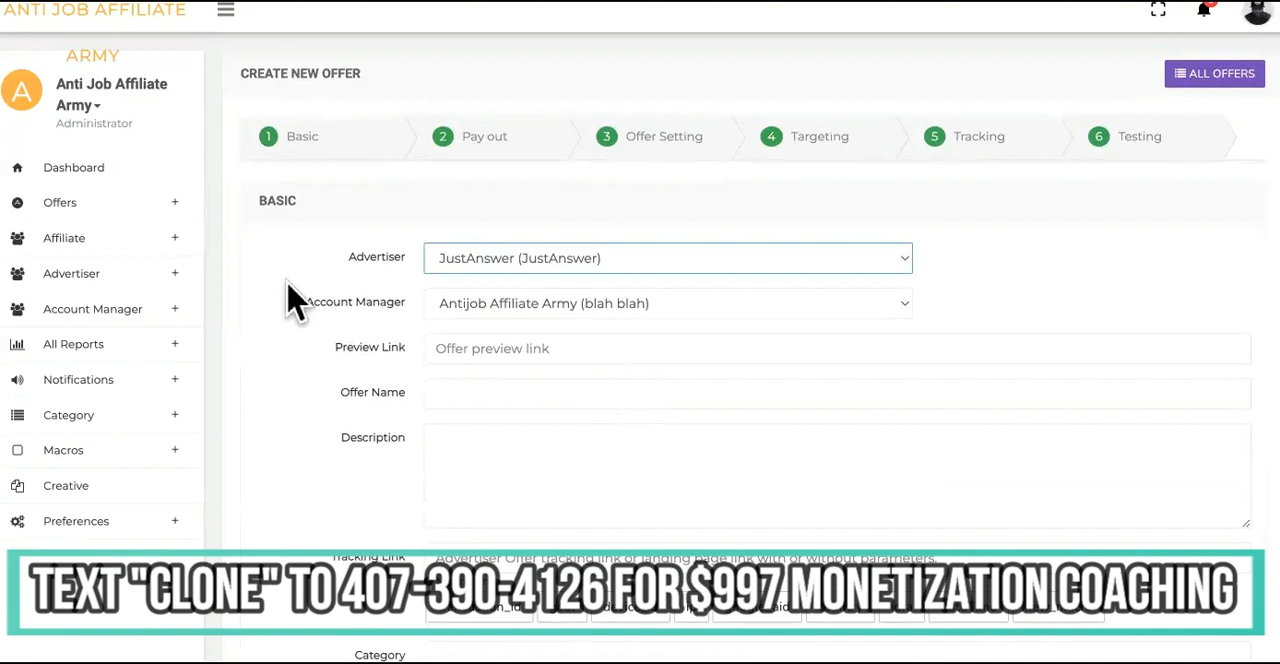 ANTI JOB AFFILIATE
ARMY
A
Anti Job Affiliate
Army
Administrator
Dashboard
Offers +
Affiliate +
Advertiser +
Account Manager +
All Reports +
Notifications +
Category +
Macros +
Creative
Preferences +
CREATE NEW OFFER
ALL OFFERS
1 Basic
2 Pay out
3 Offer Setting
4 Targeting
5 Tracking
6 Testing
BASIC
Advertiser JustAnswer (JustAnswer)
Account Manager Antijob Affiliate Army (blah blah)
Preview Link Offer preview link
Offer Name
Description
Tracking Link Advertiser Offer tracking link or landing page link with or without parameters.
TEXT "CLONE" TO 407-390-4126 FOR $997 MONETIZATION COACHING
Category